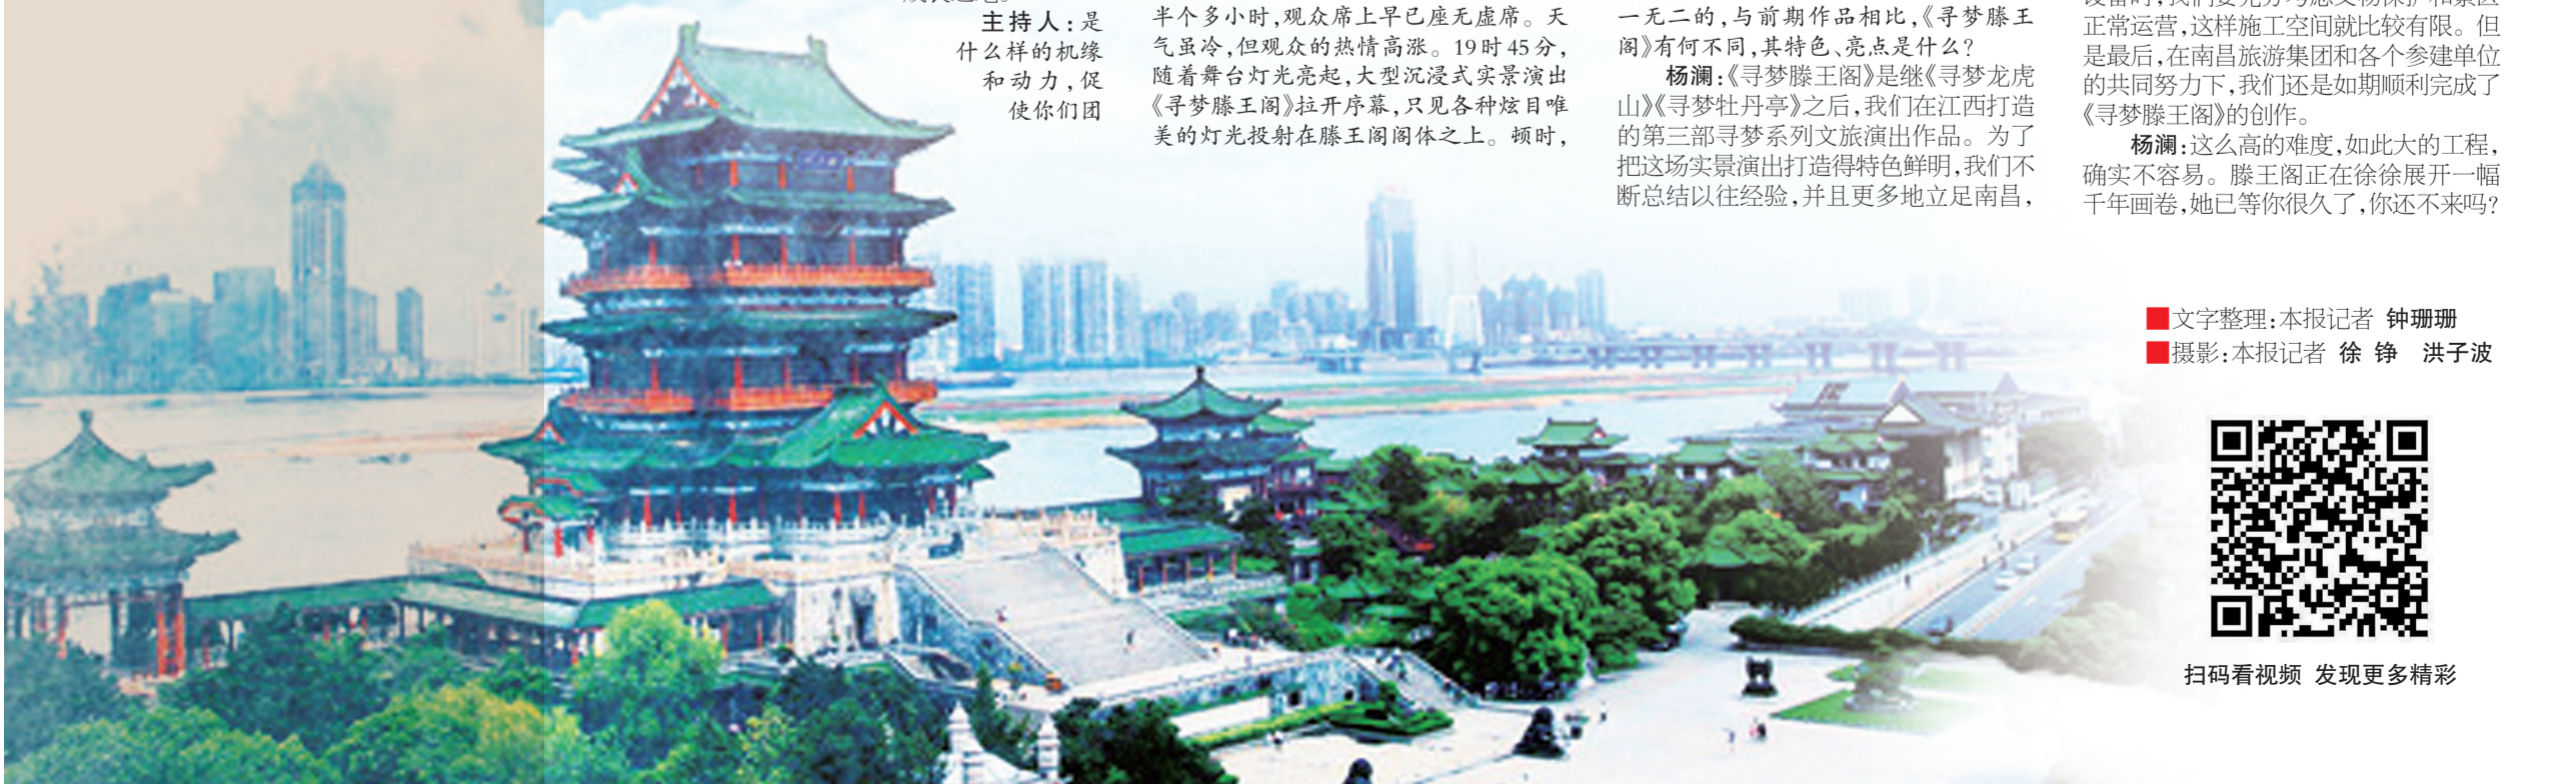 主持人:是
什么样的机缘
和动力,促
使你们团
半个多小时,观众席上早已座无虚席。天
气虽冷,但观众的热情高涨。19时45分,
随着舞台灯光亮起,大型沉浸式实景演出
《寻梦滕王阁》拉开序幕,只见各种炫目唯
美的灯光投射在滕王阁阁体之上。顿时,
一无二的,与前期作品相比,《寻梦滕王
阁》有何不同,其特色、亮点是什么?
杨澜:《寻梦滕王阁》是继《寻梦龙虎
山》《寻梦牡丹亭》之后,我们在江西打造
的第三部寻梦系列文旅演出作品。为了
把这场实景演出打造得特色鲜明,我们不
断总结以往经验,并且更多地立足南昌,
正常运营,这样施工空间就比较有限。但
是最后,在南昌旅游集团和各个参建单位
的共同努力下,我们还是如期顺利完成了
《寻梦滕王阁》的创作。
杨澜:这么高的难度,如此大的工程,
确实不容易。滕王阁正在徐徐展开一幅
千年画卷,她已等你很久了,你还不来吗?
■文字整理:本报记者 钟珊珊
■摄影:本报记者 徐 铮 洪子波
扫码看视频 发现更多精彩